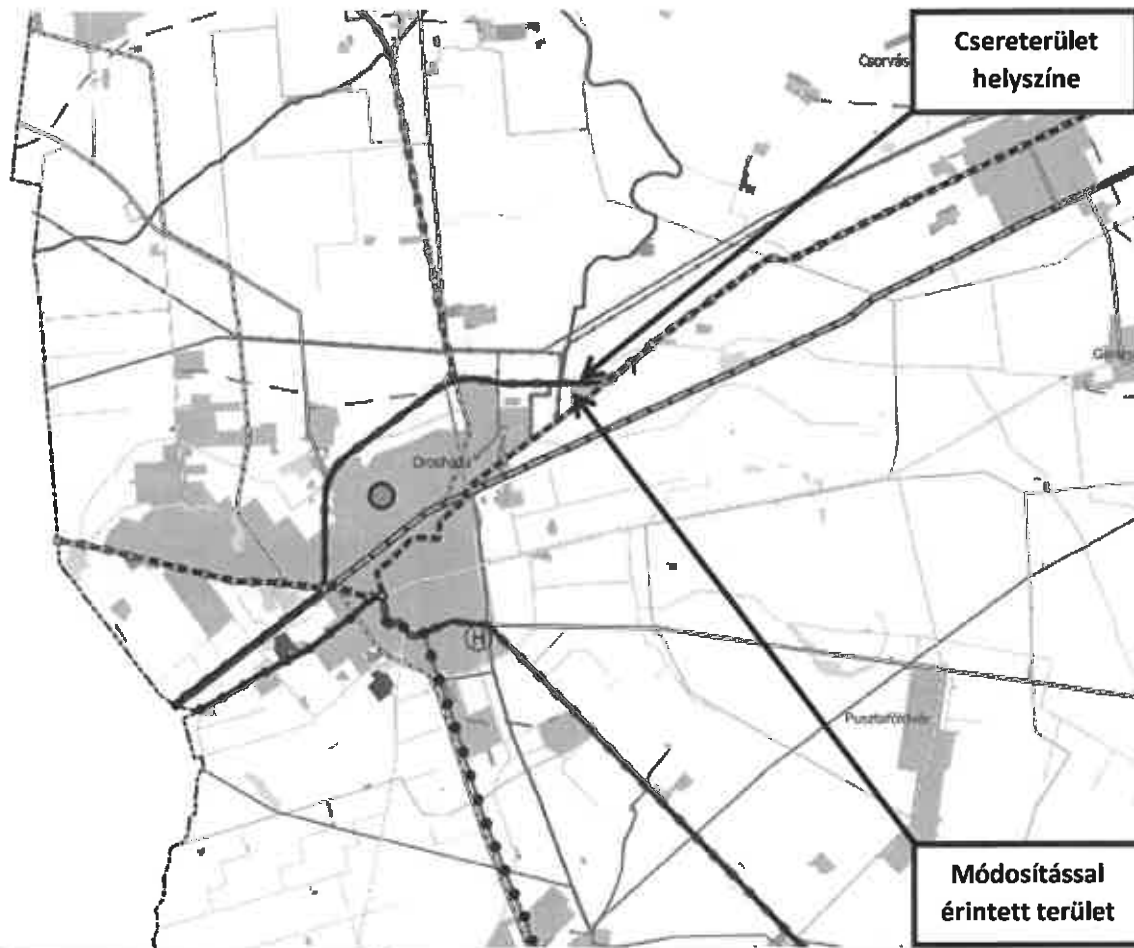 Csereterület
helyszíne
Csorvás
Orosháza
H
Pusztaföldvár
Módosítással
érintett terület